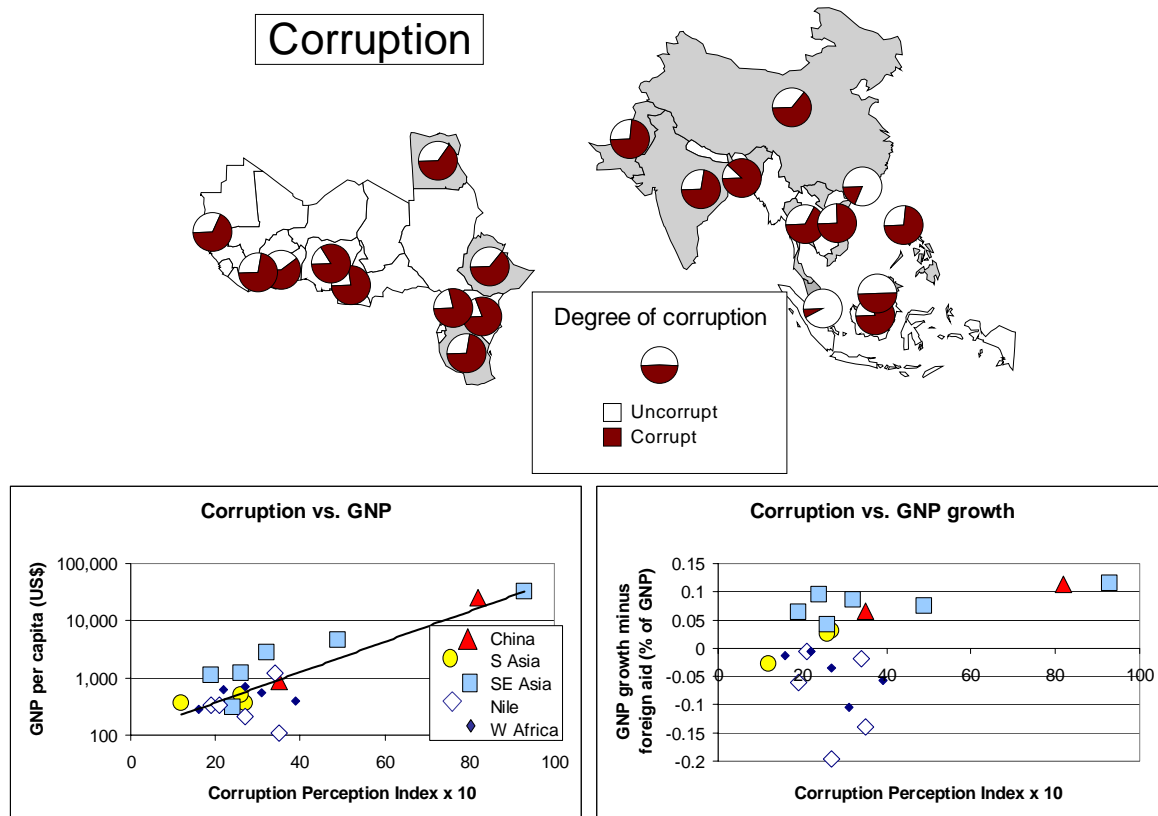 Corruption
Degree of corruption
Uncorrupt
Corrupt
Corruption vs. GNP
GNP per capita (US$)
100,000
10,000
1,000
100
0
20
40
60
80
100
Corruption Perception Index x 10
China
S Asia
SE Asia
Nile
W Africa
Corruption vs. GNP growth
GNP growth minus
foreign aid (% of GNP)
0.15
0.1
0.05
0
-0.05
-0.1
-0.15
-0.2
0
20
40
60
80
100
Corruption Perception Index x 10